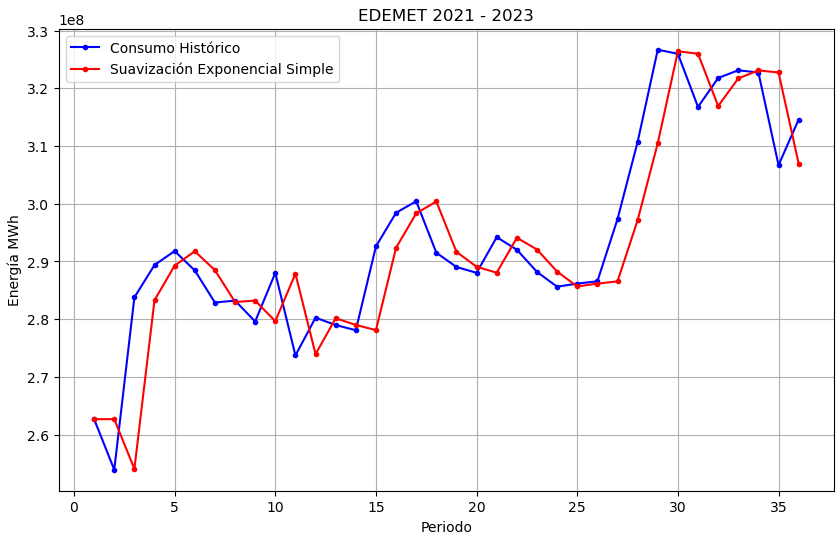 EDEMET 2021 - 2023
1e8
Consumo Histórico
Suavización Exponencial Simple
3.3
3.2
3.1
3.0
2.9
2.8
2.7
2.6
Energía MWh
0 5 10 15 20 25 30 35
Periodo